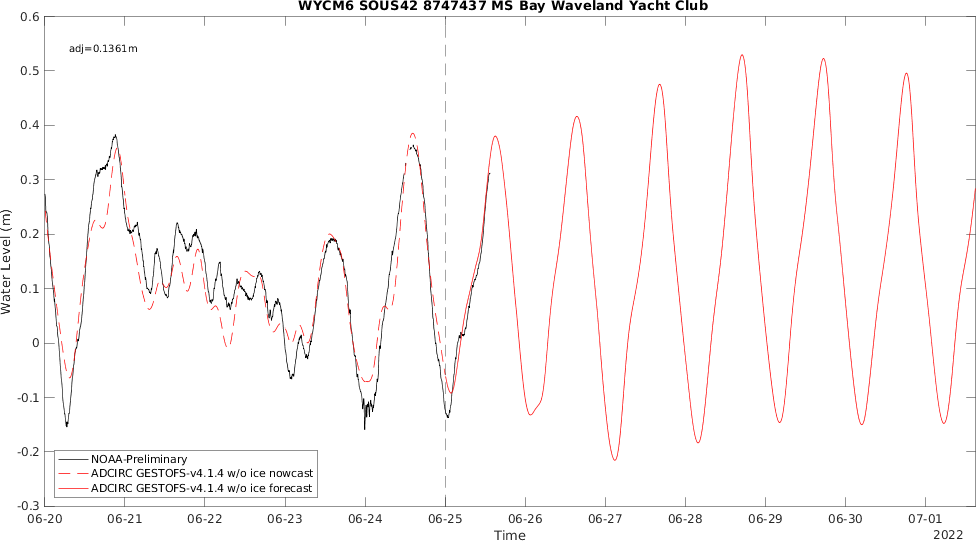 WYCM6 SOUS42 8747437 MS Bay Waveland Yacht Club
0.6
adj=0.1361m
0.5
0.4
0.3
0.2
0.1
0
-0.1
-0.2
-0.3
Water Level (m)
NOAA-Preliminary
ADCIRC GESTOFS-v4.1.4 w/o ice nowcast
ADCIRC GESTOFS-v4.1.4 w/o ice forecast
06-20 06-21 06-22 06-23 06-24 06-25 06-26 06-27 06-28 06-29 06-30 07-01
2022
Time